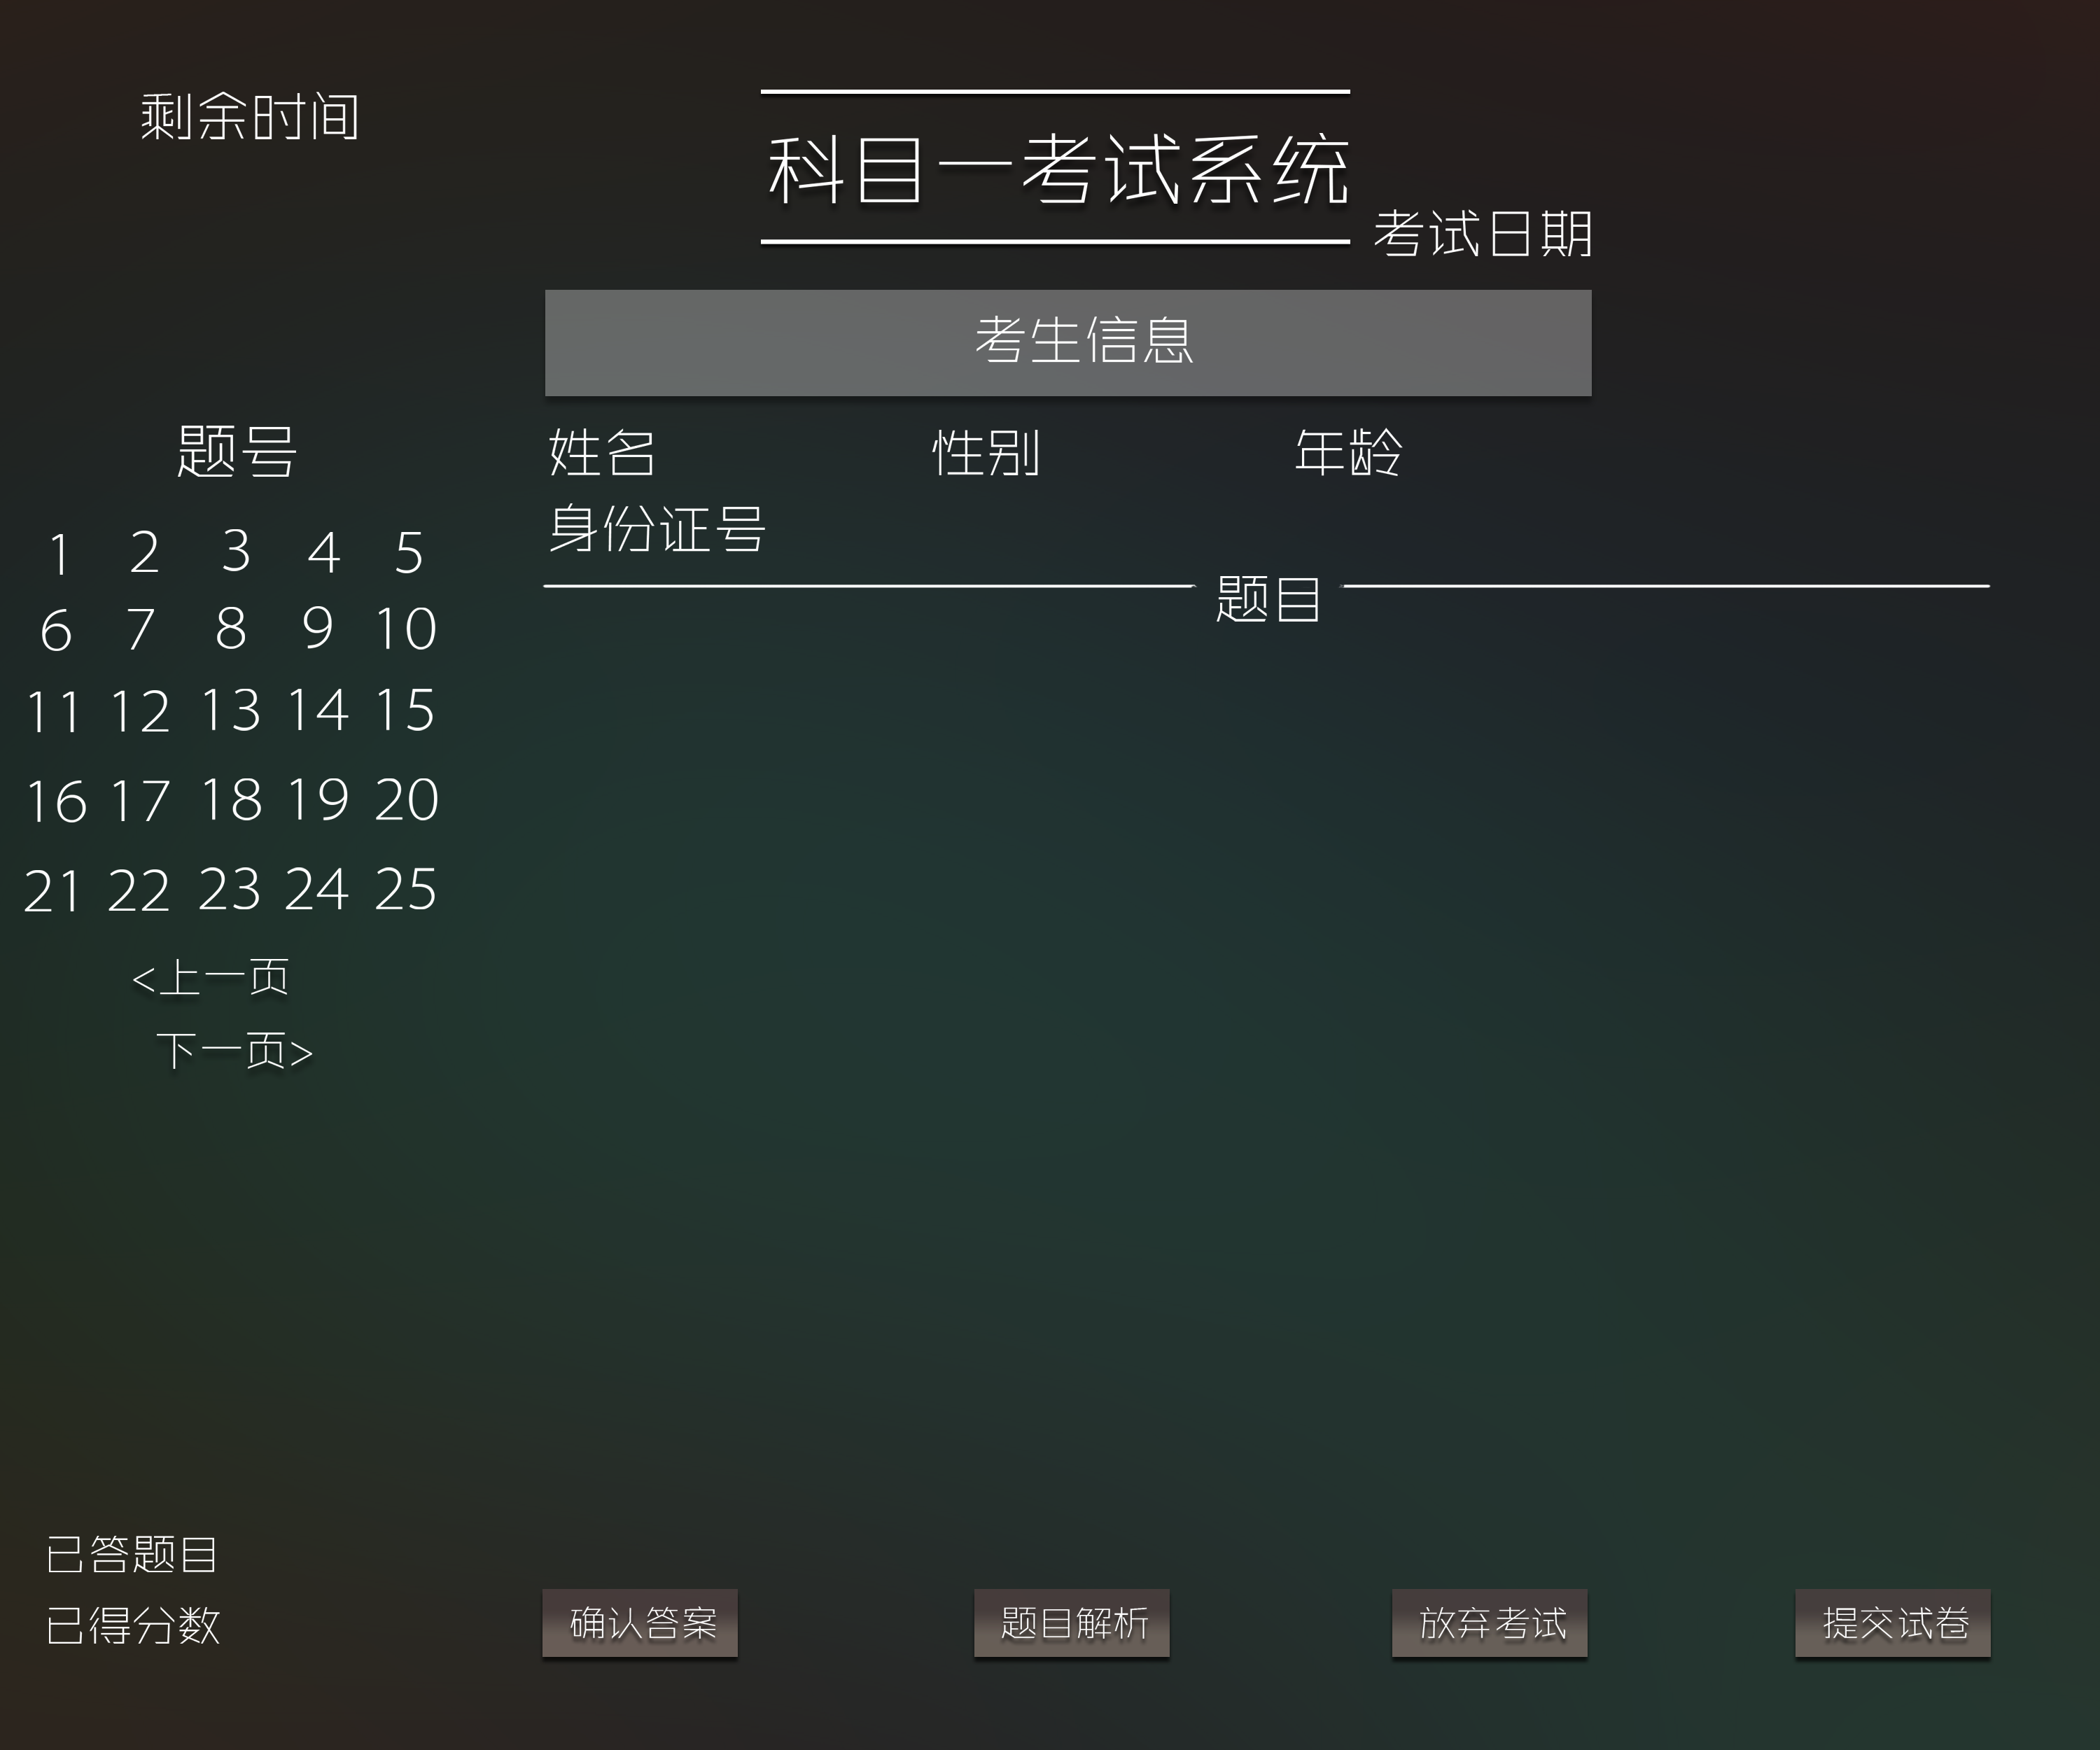 剩余时间
科目一考试系统
考试日期
考生信息
题号
姓名 性别 年龄
身份证号
题目
1 2 3 4 5
6 7 8 9 10
11 12 13 14 15
16 17 18 19 20
21 22 23 24 25
<上一页
下一页>
已答题目
已得分数
确认答案 题目解析 放弃考试 提交试卷